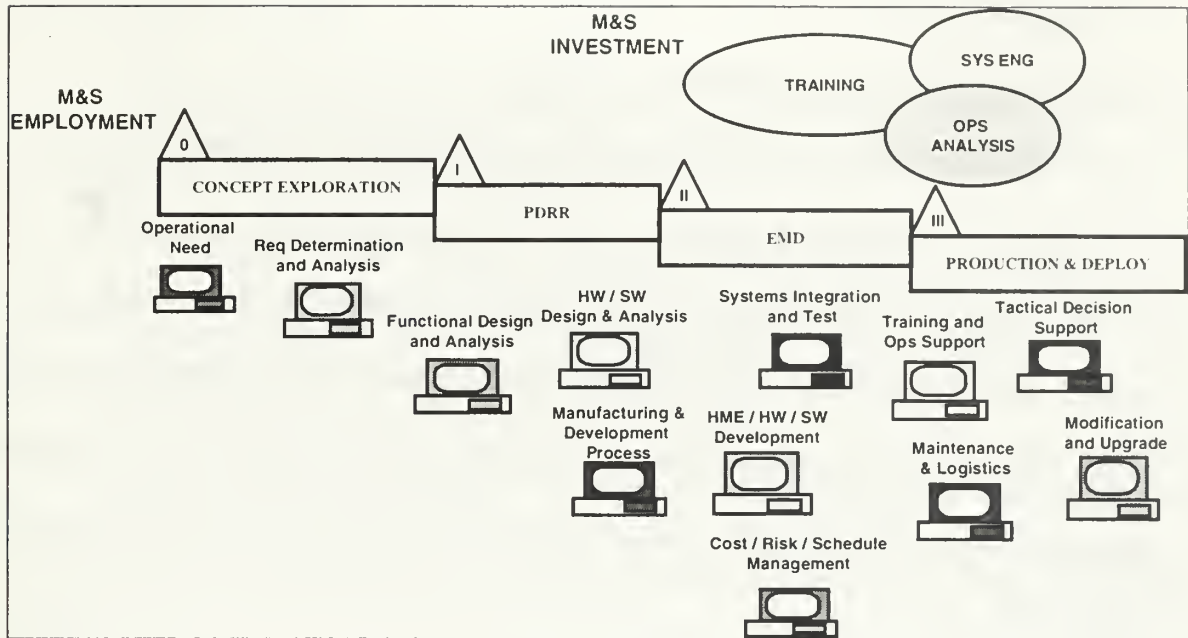 M&S
INVESTMENT
TRAINING
SYS ENG
OPS
ANALYSIS
M&S
EMPLOYMENT
0
CONCEPT EXPLORATION
I
PDRR
II
EMD
III
PRODUCTION & DEPLOY
Operational
Need
Req Determination
and Analysis
Functional Design
and Analysis
HW / SW
Design & Analysis
Manufacturing &
Development
Process
Systems Integration
and Test
HME / HW / SW
Development
Cost / Risk / Schedule
Management
Training and
Ops Support
Maintenance
& Logistics
Tactical Decision
Support
Modification
and Upgrade